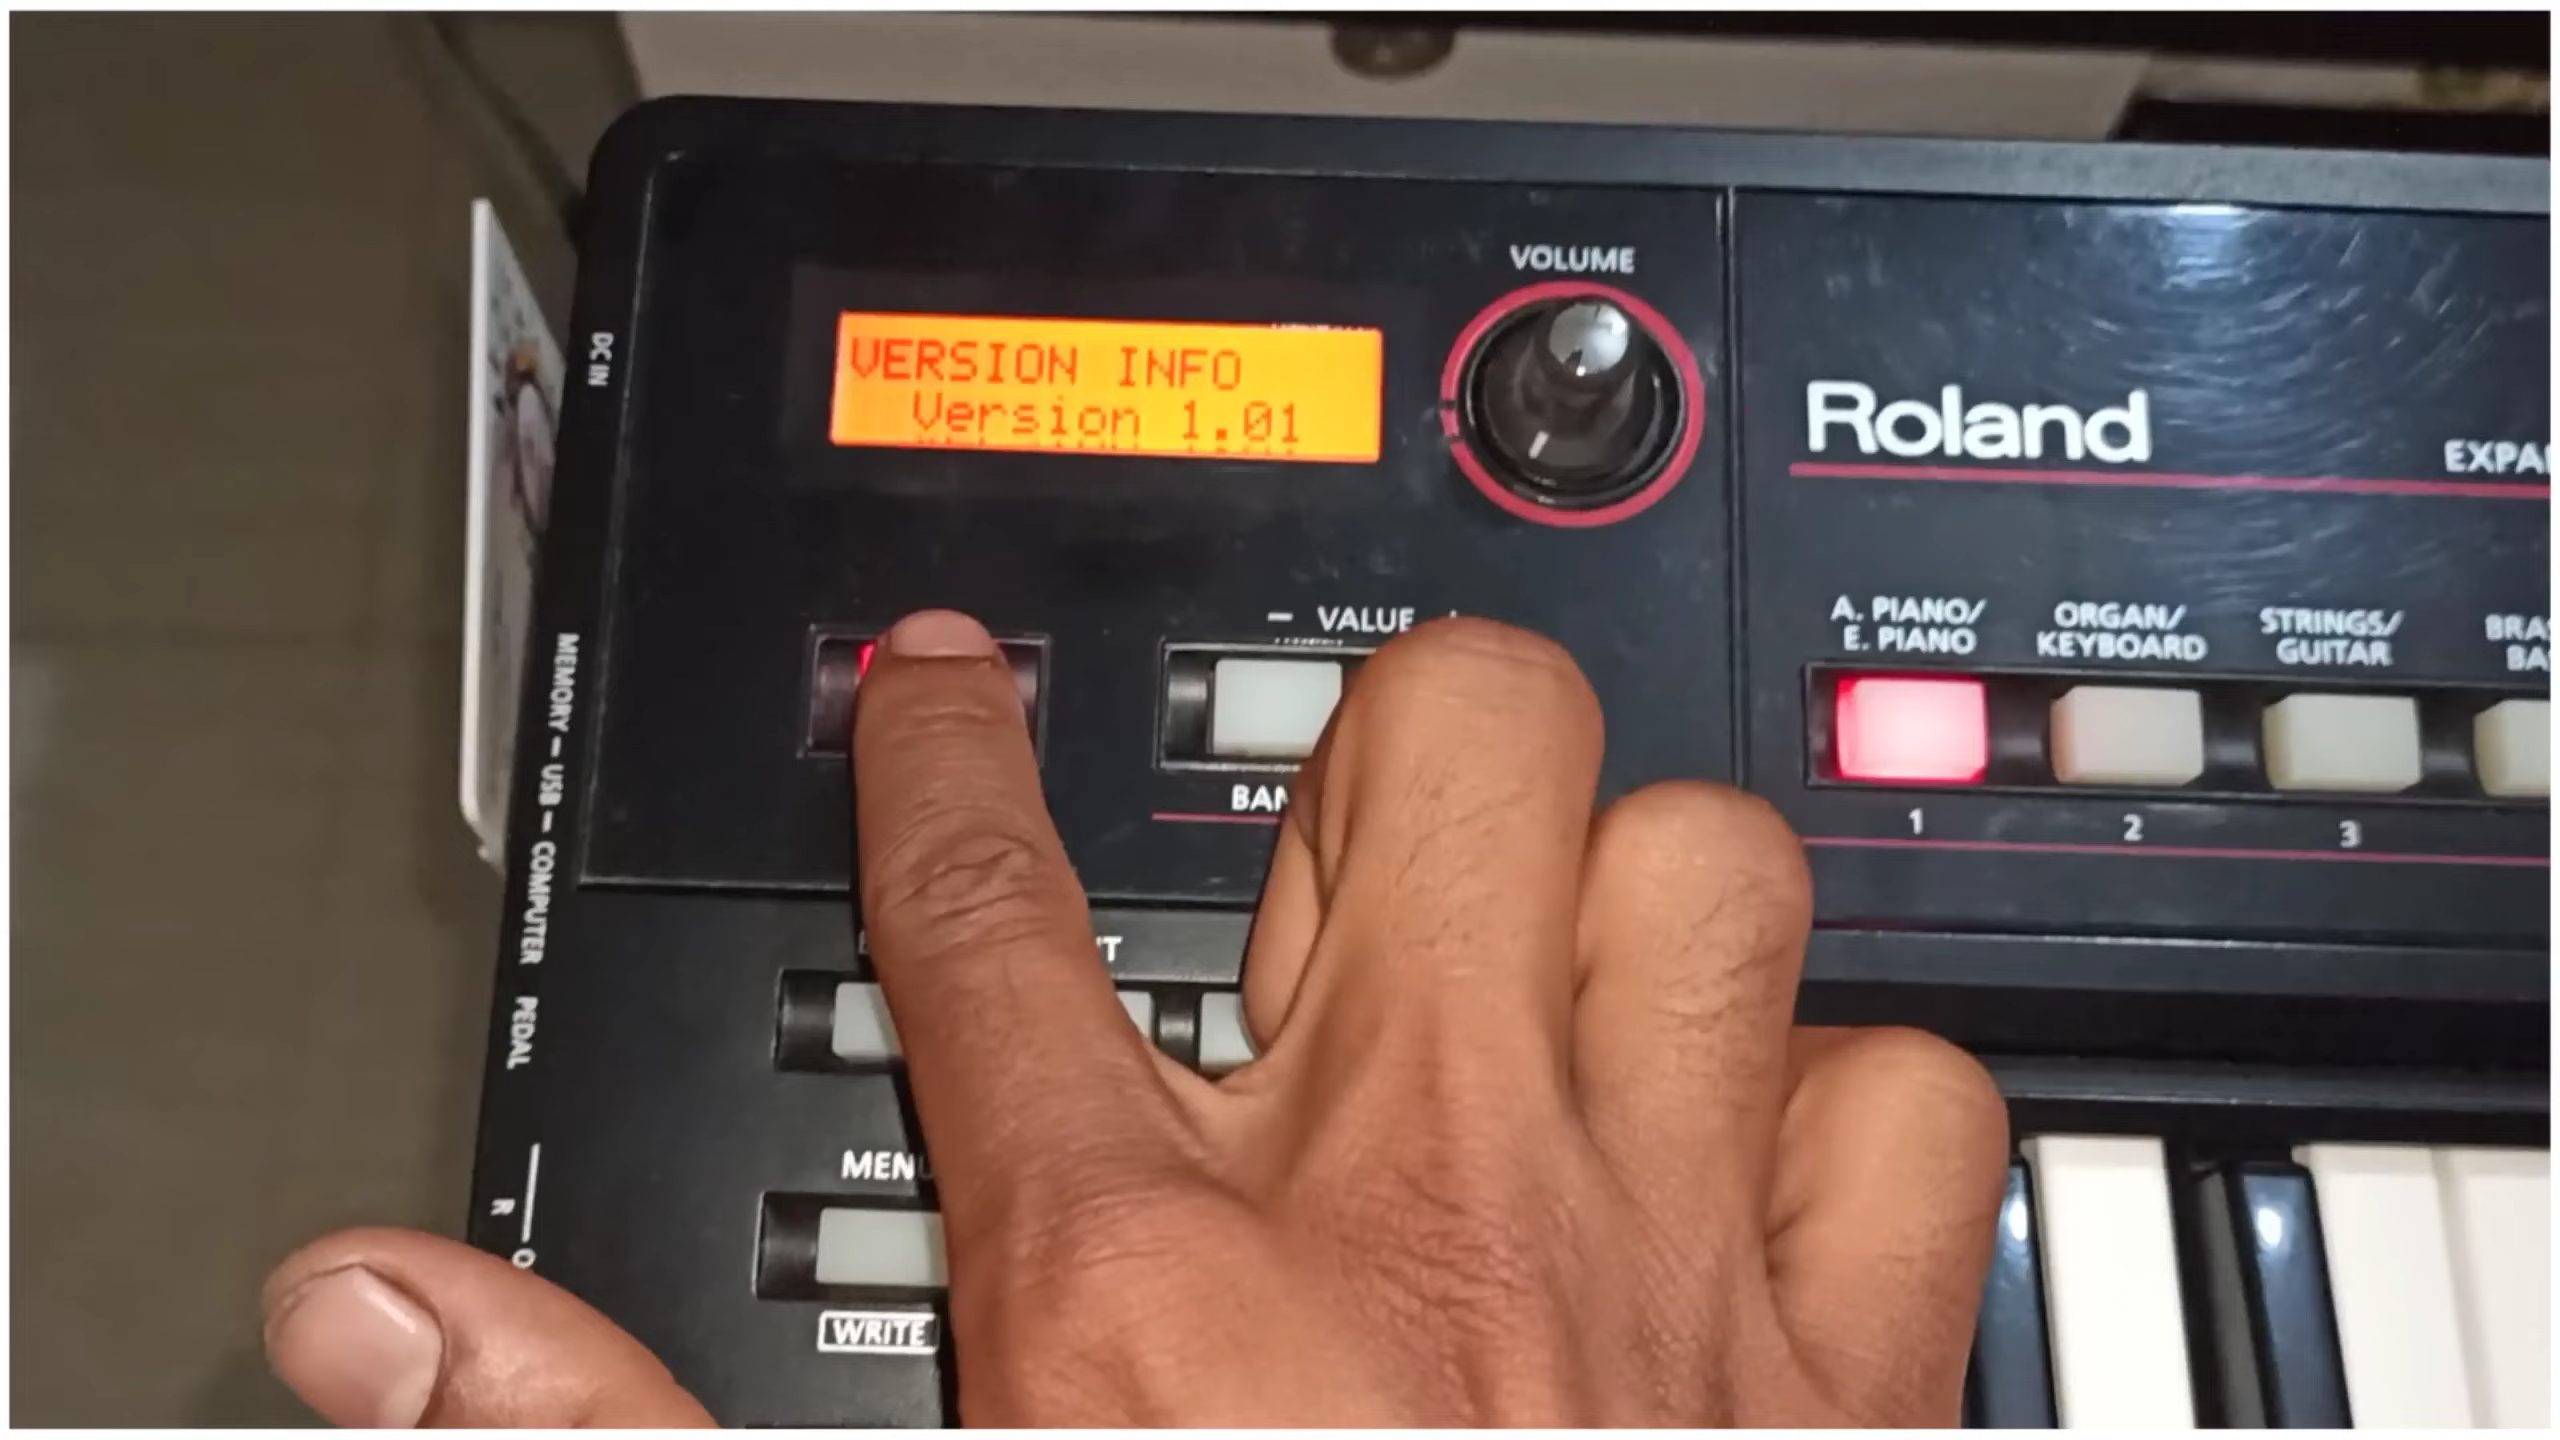 VOLUME
VERSION INFO
Version 1.01
DC IN
Roland
– VALUE
A. PIANO/
E. PIANO
ORGAN/
KEYBOARD
STRINGS/
GUITAR
1
2
3
MEMORY – USB – COMPUTER
PEDAL
R
WRITE